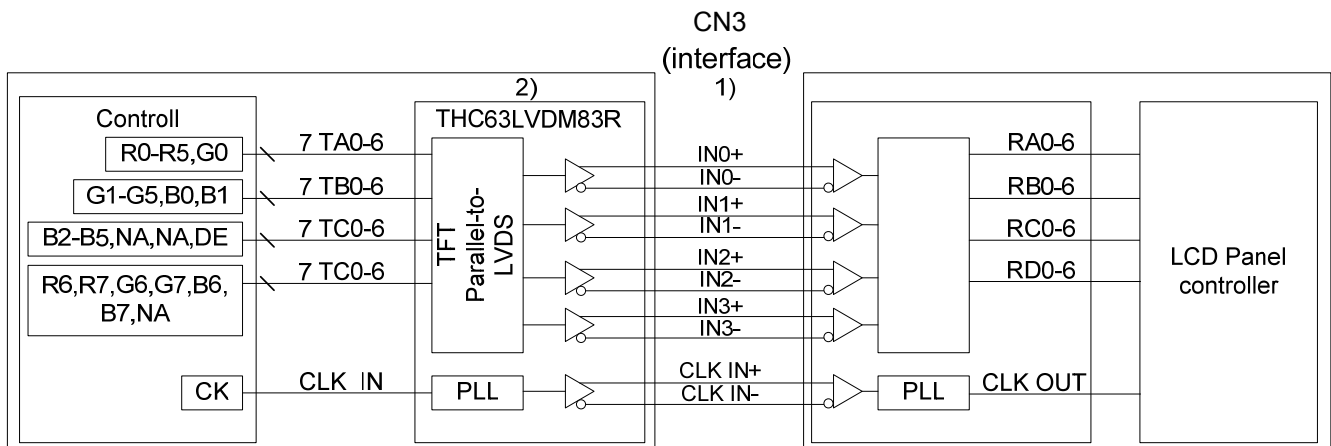 CN3
(interface)
1)
2)
Controll
R0-R5,G0
G1-G5,B0,B1
B2-B5,NA,NA,DE
R6,R7,G6,G7,B6,
B7,NA
CK
7 TA0-6
7 TB0-6
7 TC0-6
7 TC0-6
CLK IN
THC63LVDM83R
TFT
Parallel-to-
LVDS
PLL
IN0+
IN0-
IN1+
IN1-
IN2+
IN2-
IN3+
IN3-
CLK IN+
CLK IN-
PLL
RA0-6
RB0-6
RC0-6
RD0-6
CLK OUT
LCD Panel
controller